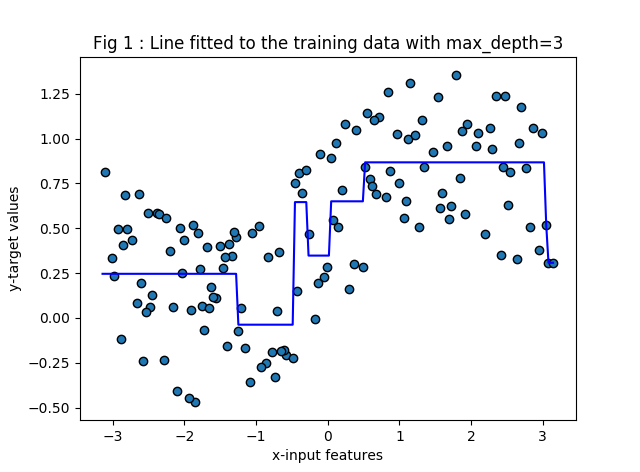 Fig 1 : Line fitted to the training data with max_depth=3
1.25
1.00
0.75
0.50
0.25
0.00
−0.25
−0.50
y-target values
−3 −2 −1 0 1 2 3
x-input features